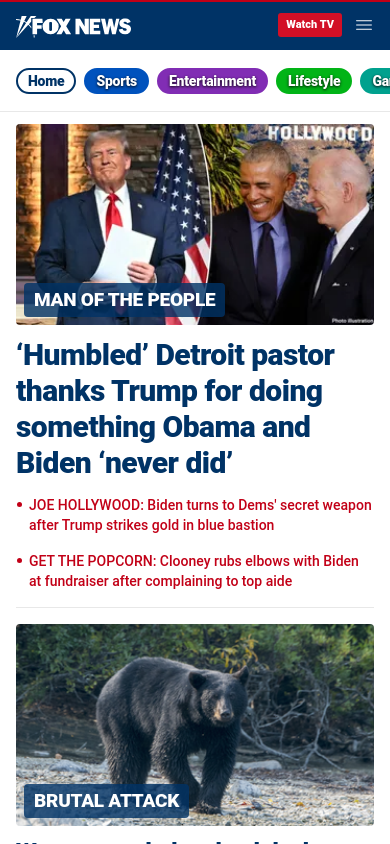 FOX NEWS
Watch TV
Home
Sports
Entertainment
Lifestyle
HOLLYWOOD
MAN OF THE PEOPLE
Photo Illustration
‘Humbled’ Detroit pastor
thanks Trump for doing
something Obama and
Biden ‘never did’
• JOE HOLLYWOOD: Biden turns to Dems' secret weapon
after Trump strikes gold in blue bastion
• GET THE POPCORN: Clooney rubs elbows with Biden
at fundraiser after complaining to top aide
BRUTAL ATTACK